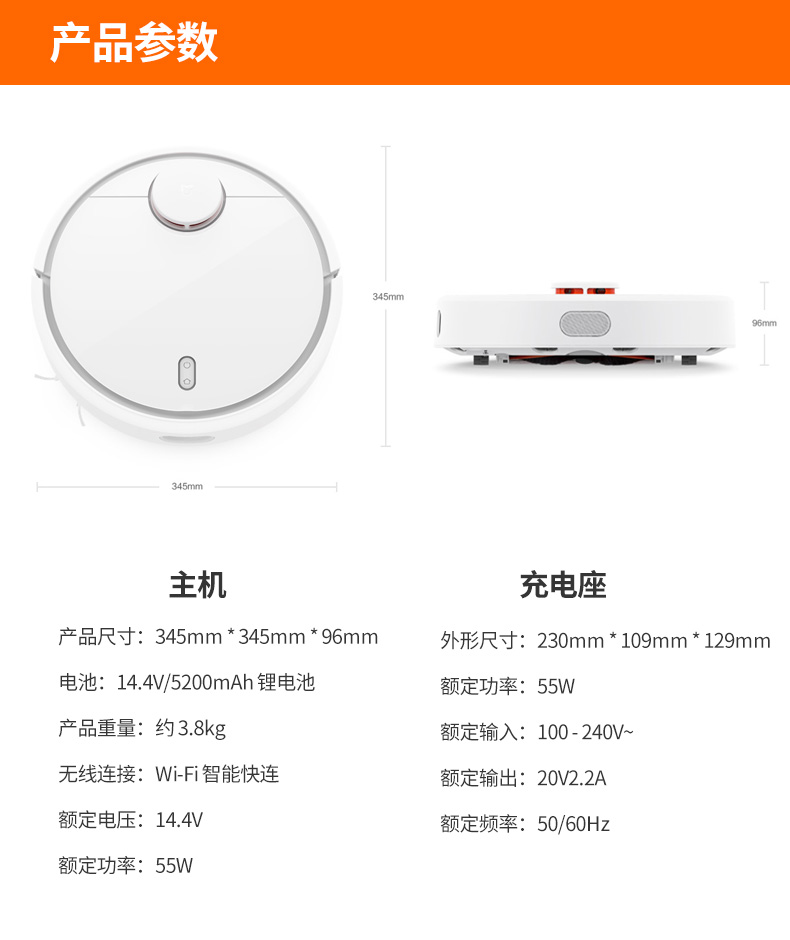 产品参数
345mm
96mm
345mm
主机
产品尺寸：345mm * 345mm * 96mm
电池：14.4V/5200mAh 锂电池
产品重量：约 3.8kg
无线连接：Wi-Fi 智能快连
额定电压：14.4V
额定功率：55W
充电座
外形尺寸：230mm * 109mm * 129mm
额定功率：55W
额定输入：100 - 240V~
额定输出：20V2.2A
额定频率：50/60Hz